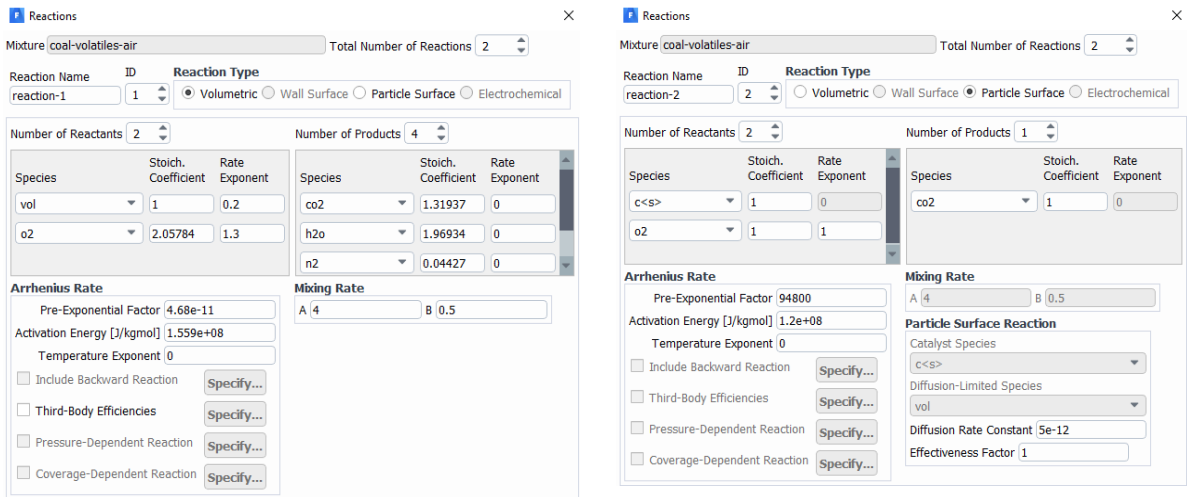 Reactions
Mixture coal-volatiles-air Total Number of Reactions 2
Reaction Name ID Reaction Type
reaction-1 1 Volumetric Wall Surface Particle Surface Electrochemical
Number of Reactants 2 Number of Products 4
Species Stoich. Coefficient Rate Exponent Species Stoich. Coefficient Rate Exponent
vol 1 0.2 co2 1.31937 0
o2 2.05784 1.3 h2o 1.96934 0
n2 0.04427 0
Arrhenius Rate Mixing Rate
Pre-Exponential Factor 4.68e-11 A 4 B 0.5
Activation Energy [J/kgmol] 1.559e+08
Temperature Exponent 0
Include Backward Reaction Specify...
Third-Body Efficiencies Specify...
Pressure-Dependent Reaction Specify...
Coverage-Dependent Reaction Specify...
Reactions
Mixture coal-volatiles-air Total Number of Reactions 2
Reaction Name ID Reaction Type
reaction-2 2 Volumetric Wall Surface Particle Surface Electrochemical
Number of Reactants 2 Number of Products 1
Species Stoich. Coefficient Rate Exponent Species Stoich. Coefficient Rate Exponent
c<s> 1 0 co2 1 0
o2 1 1
Arrhenius Rate Mixing Rate
Pre-Exponential Factor 94800 A 4 B 0.5
Activation Energy [J/kgmol] 1.2e+08 Particle Surface Reaction
Temperature Exponent 0 Catalyst Species
Include Backward Reaction Specify... c<s>
Third-Body Efficiencies Specify... Diffusion-Limited Species
vol
Pressure-Dependent Reaction Specify... Diffusion Rate Constant 5e-12
Coverage-Dependent Reaction Specify... Effectiveness Factor 1